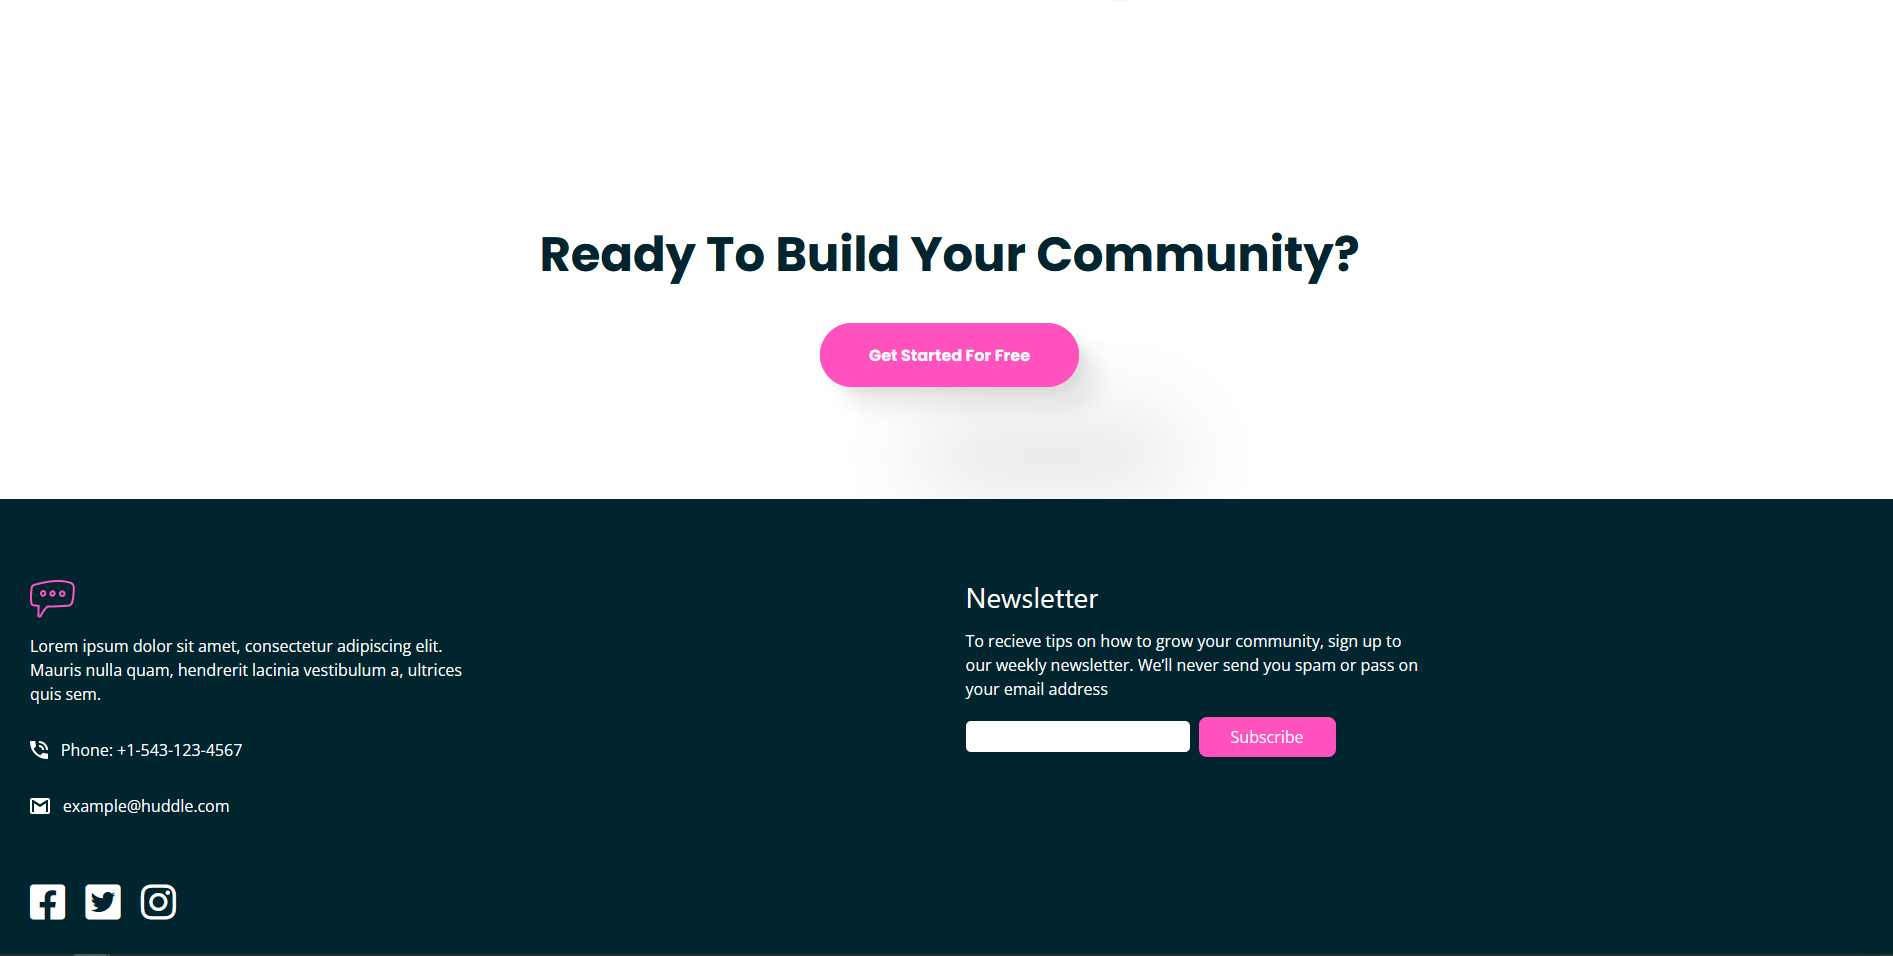 Ready To Build Your Community?
Get Started For Free
Lorem ipsum dolor sit amet, consectetur adipiscing elit.
Mauris nulla quam, hendrerit lacinia vestibulum a, ultrices
quis sem.
Phone: +1-543-123-4567
example@huddle.com
Newsletter
To recieve tips on how to grow your community, sign up to
our weekly newsletter. We’ll never send you spam or pass on
your email address
Subscribe